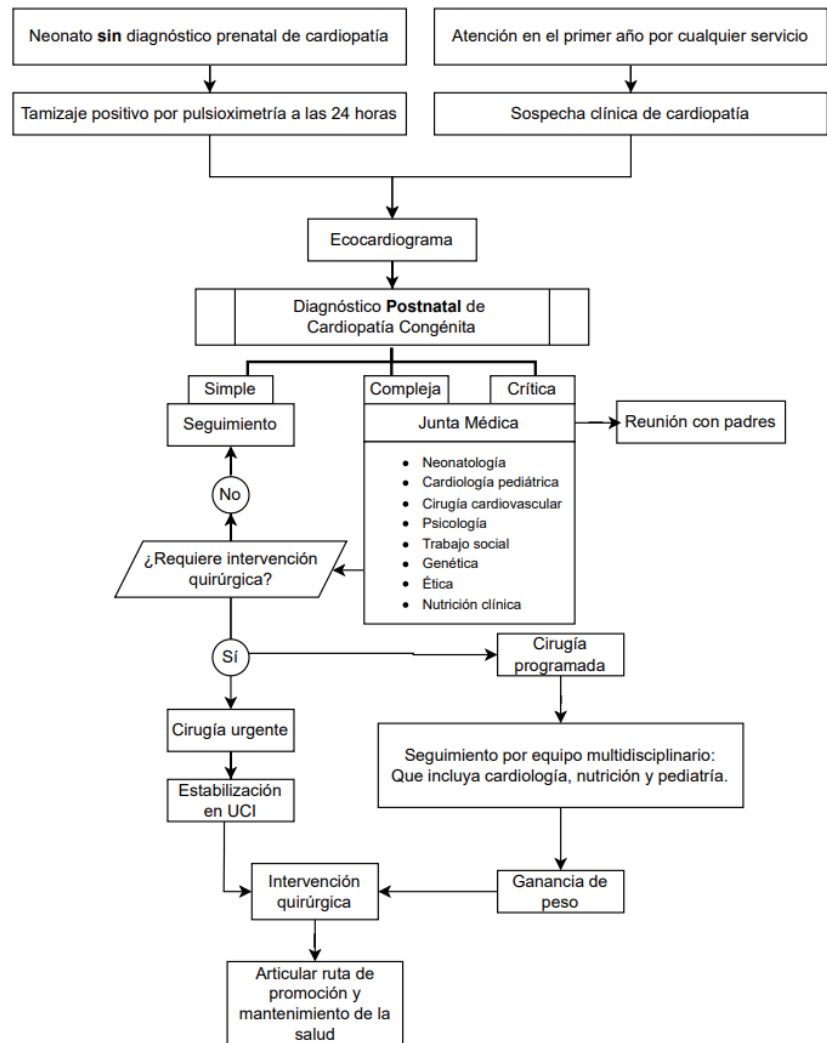 Neonato sin diagnóstico prenatal de cardiopatía
Atención en el primer año por cualquier servicio
Tamizaje positivo por pulsioximetría a las 24 horas
Sospecha clínica de cardiopatía
Ecocardiograma
Diagnóstico Postnatal de
Cardiopatía Congénita
Simple
Compleja
Crítica
Seguimiento
Junta Médica
Reunión con padres
• Neonatología
• Cardiología pediátrica
• Cirugía cardiovascular
• Psicología
• Trabajo social
• Genética
• Ética
• Nutrición clínica
No
¿Requiere intervención
quirúrgica?
Sí
Cirugía
programada
Cirugía urgente
Seguimiento por equipo multidisciplinario:
Que incluya cardiología, nutrición y pediatría.
Estabilización
en UCI
Intervención
quirúrgica
Ganancia de
peso
Articular ruta de
promoción y
mantenimiento de la
salud